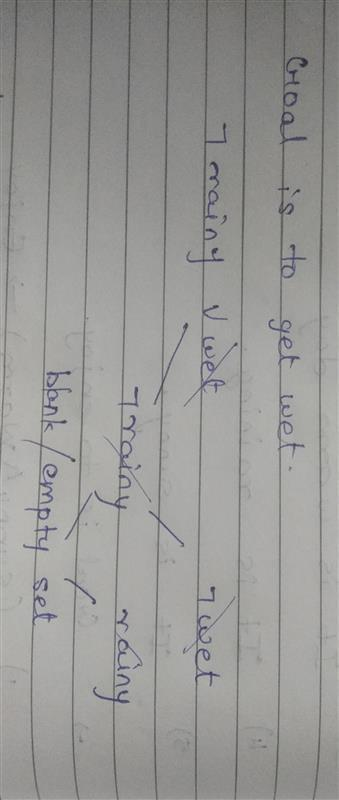 Goal is to get wet.
¬ rainy ∨ wet    ¬ wet
¬ rainy    rainy
blank / empty set